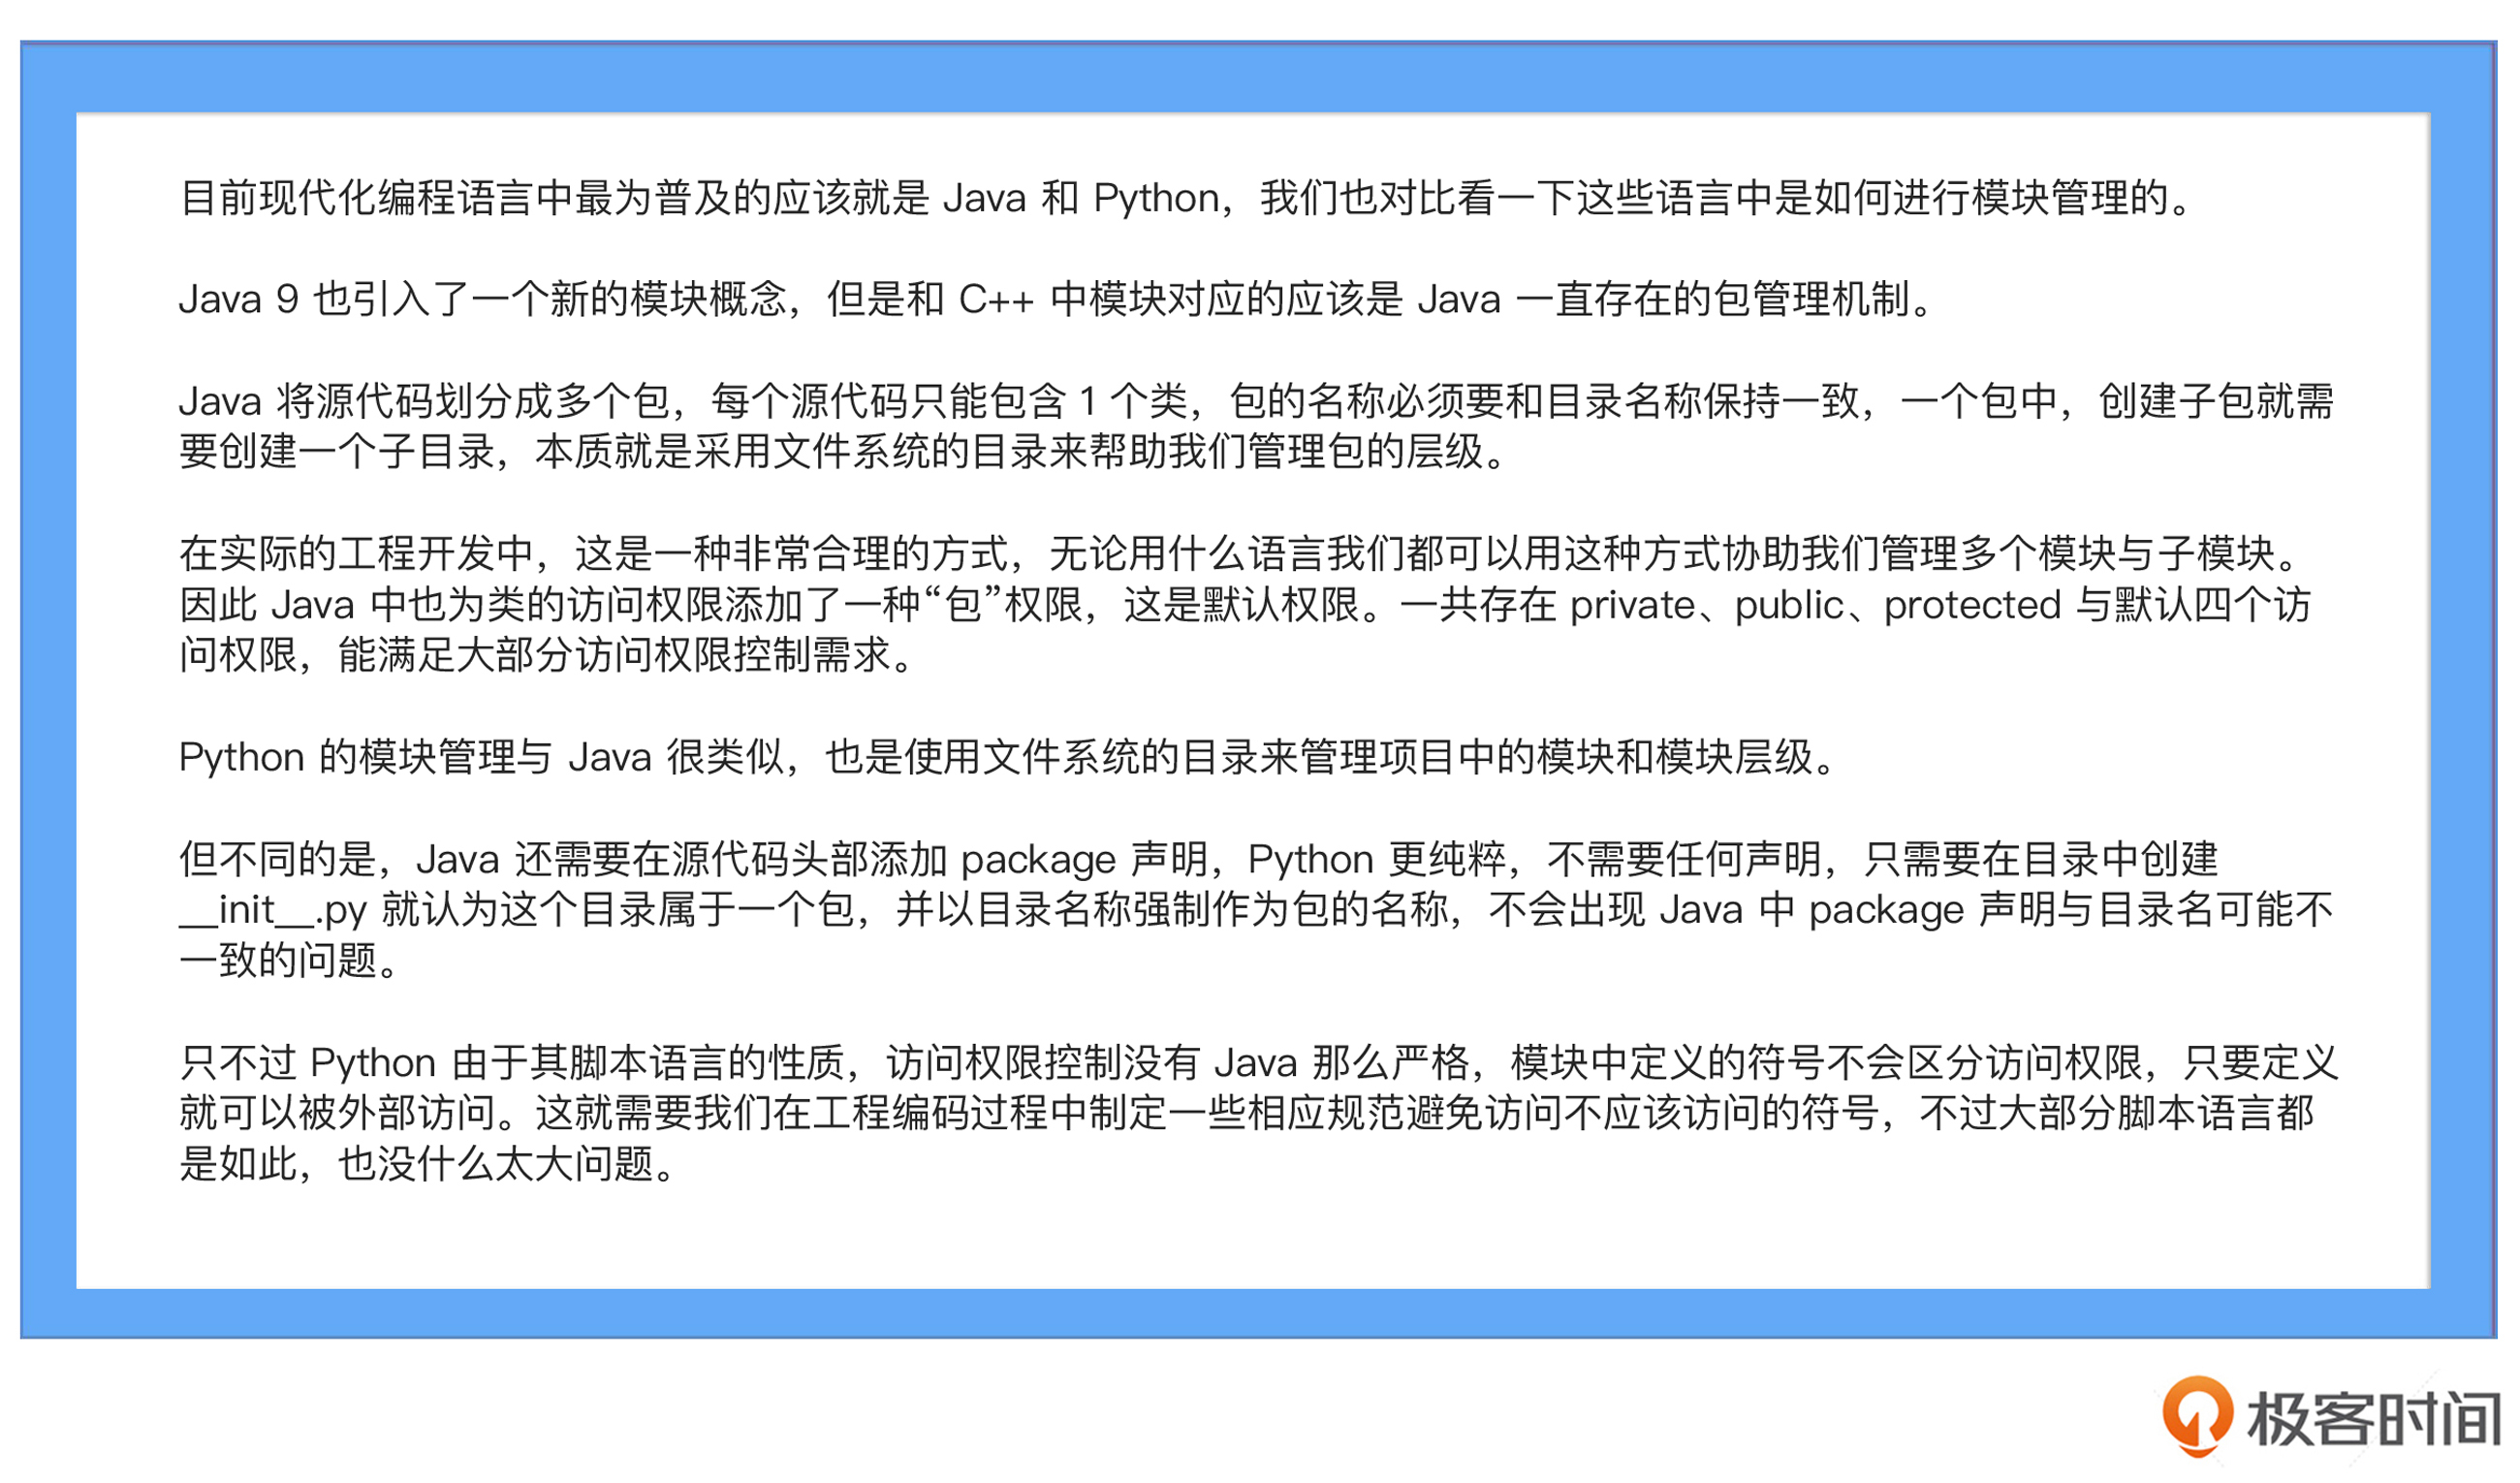 目前现代化编程语言中最为普及的应该就是 Java 和 Python，我们也对比看一下这些语言中是如何进行模块管理的。
Java 9 也引入了一个新的模块概念，但是和 C++ 中模块对应的应该是 Java 一直存在的包管理机制。
Java 将源代码划分成多个包，每个源代码只能包含 1 个类，包的名称必须要和目录名称保持一致，一个包中，创建子包就需
要创建一个子目录，本质就是采用文件系统的目录来帮助我们管理包的层级。
在实际的工程开发中，这是一种非常合理的方式，无论用什么语言我们都可以用这种方式协助我们管理多个模块与子模块。
因此 Java 中也为类的访问权限添加了一种“包”权限，这是默认权限。一共存在 private、public、protected 与默认四个访
问权限，能满足大部分访问权限控制需求。
Python 的模块管理与 Java 很类似，也是使用文件系统的目录来管理项目中的模块和模块层级。
但不同的是，Java 还需要在源代码头部添加 package 声明，Python 更纯粹，不需要任何声明，只需要在目录中创建
__init__.py 就认为这个目录属于一个包，并以目录名称强制作为包的名称，不会出现 Java 中 package 声明与目录名可能不
一致的问题。
只不过 Python 由于其脚本语言的性质，访问权限控制没有 Java 那么严格，模块中定义的符号不会区分访问权限，只要定义
就可以被外部访问。这就需要我们在工程编码过程中制定一些相应规范避免访问不应该访问的符号，不过大部分脚本语言都
是如此，也没什么太大问题。
极客时间